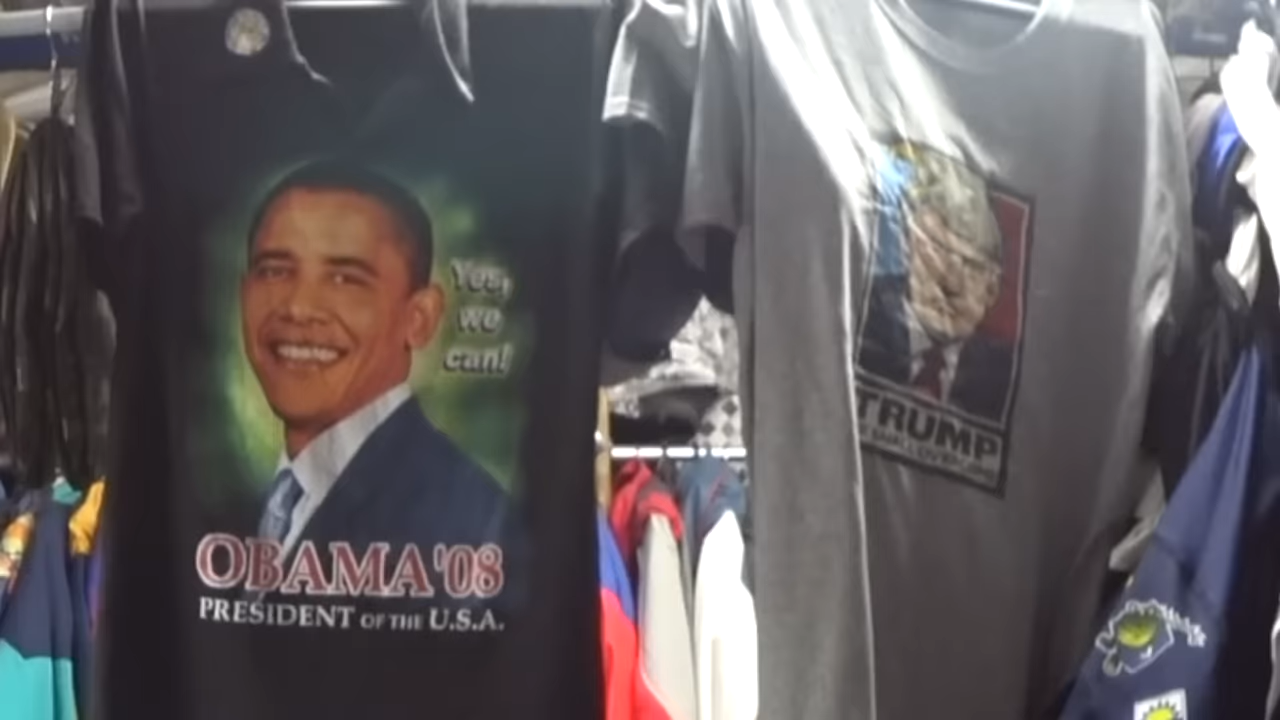 Yes,
we
can!
OBAMA '08
PRESIDENT OF THE U.S.A.
TRUMP